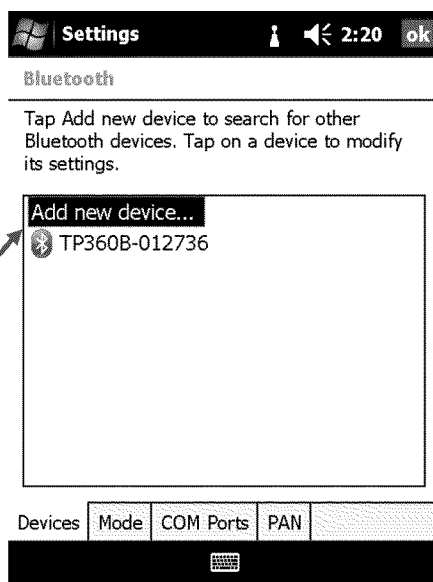 Settings 2:20 ok
Bluetooth
Tap Add new device to search for other
Bluetooth devices. Tap on a device to modify
its settings.
Add new device...
TP360B-012736
Devices Mode COM Ports PAN